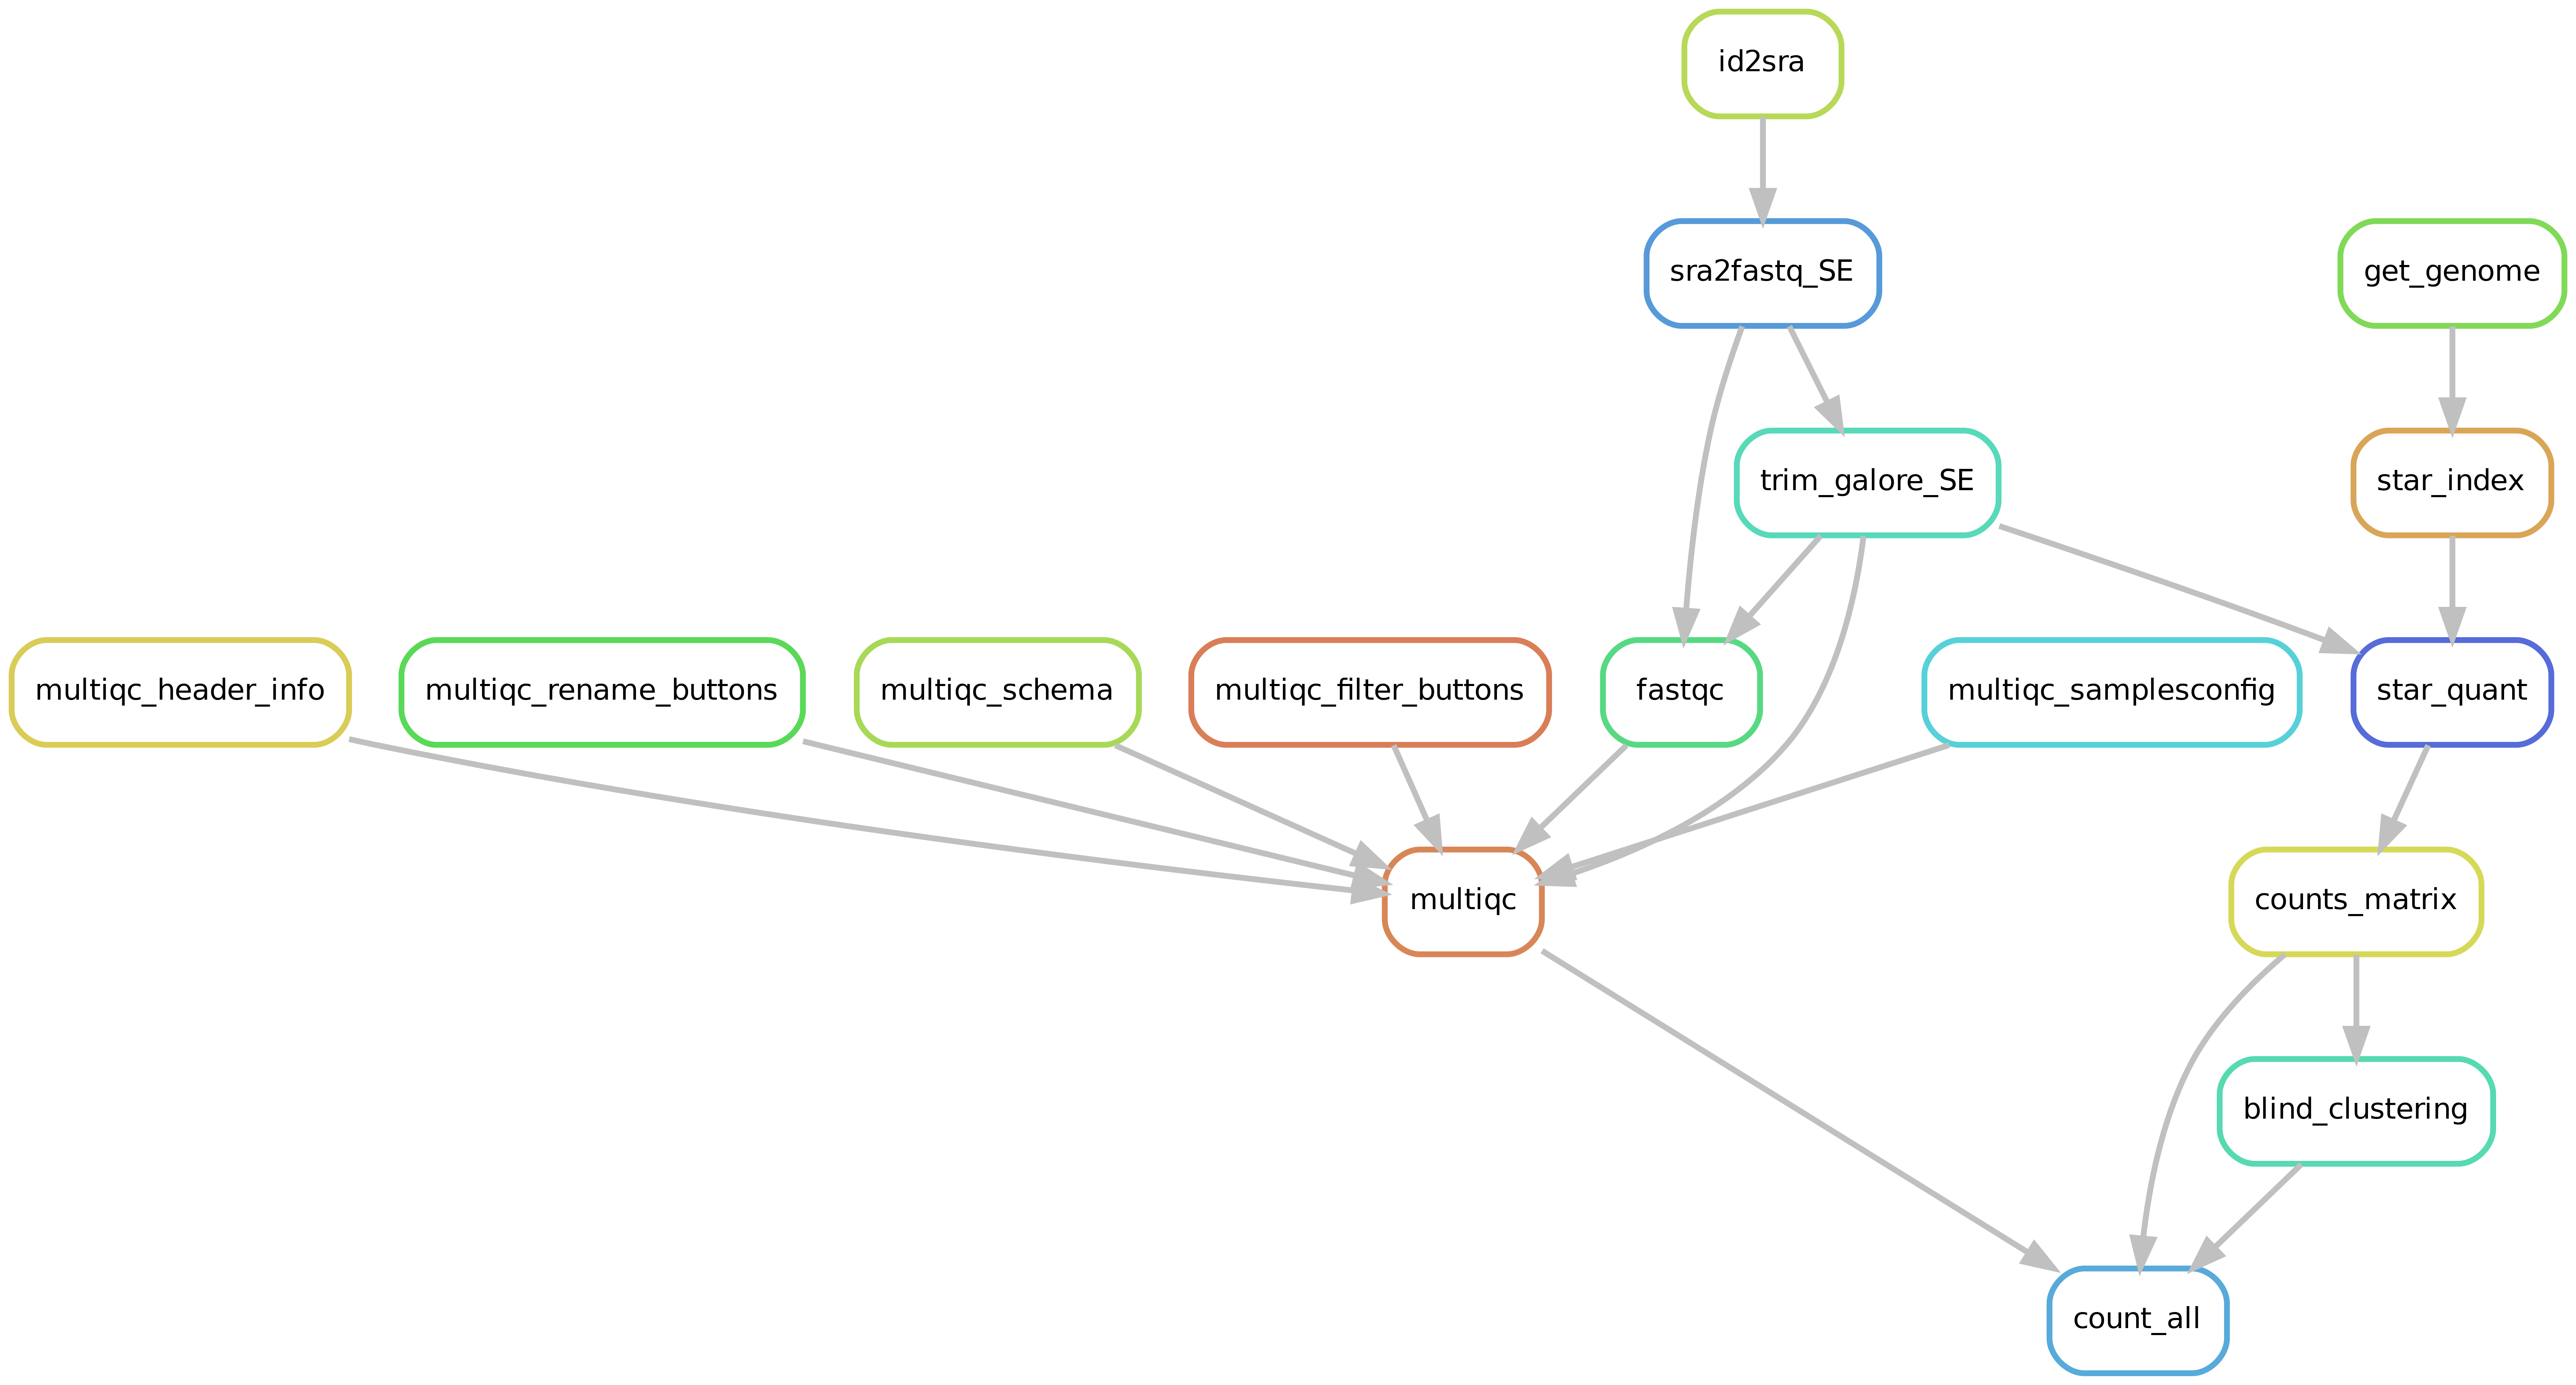 id2sra
sra2fastq_SE
get_genome
trim_galore_SE
star_index
multiqc_header_info
multiqc_rename_buttons
multiqc_schema
multiqc_filter_buttons
fastqc
multiqc_samplesconfig
star_quant
multiqc
counts_matrix
blind_clustering
count_all